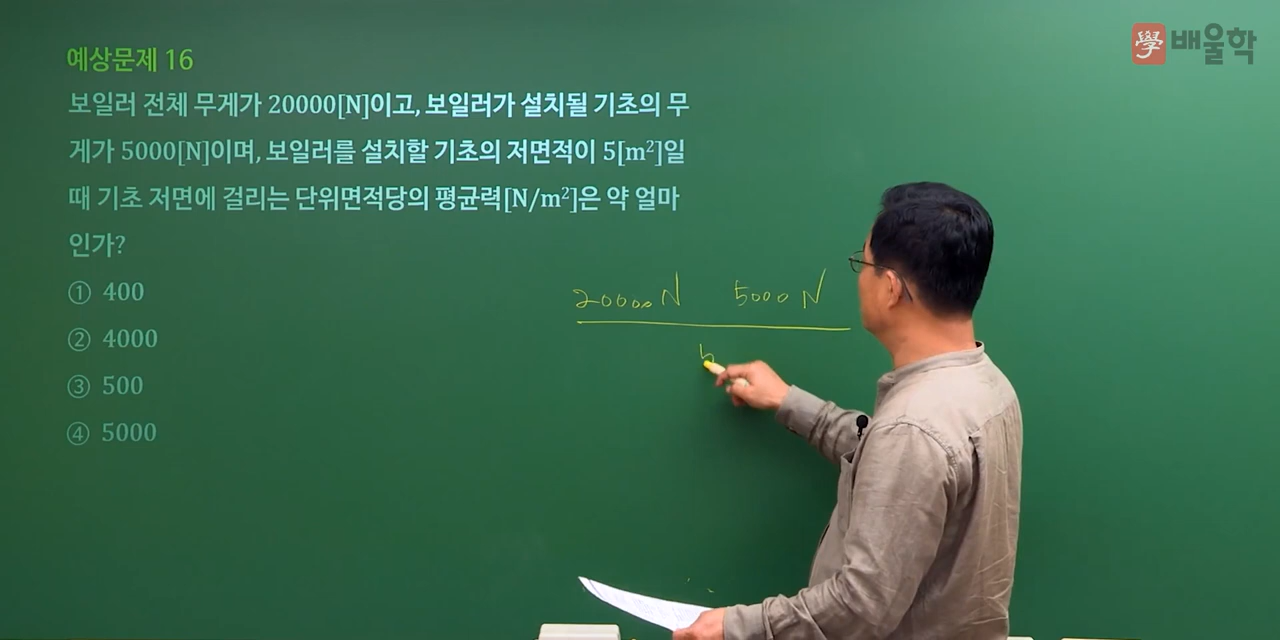 學 배울학
예상문제 16
보일러 전체 무게가 20000[N]이고, 보일러가 설치될 기초의 무
게가 5000[N]이며, 보일러를 설치할 기초의 저면적이 5[m²]일
때 기초 저면에 걸리는 단위면적당의 평균력[N/m²]은 약 얼마
인가?
① 400
② 4000
③ 500
④ 5000
20000 N 5000 N
5